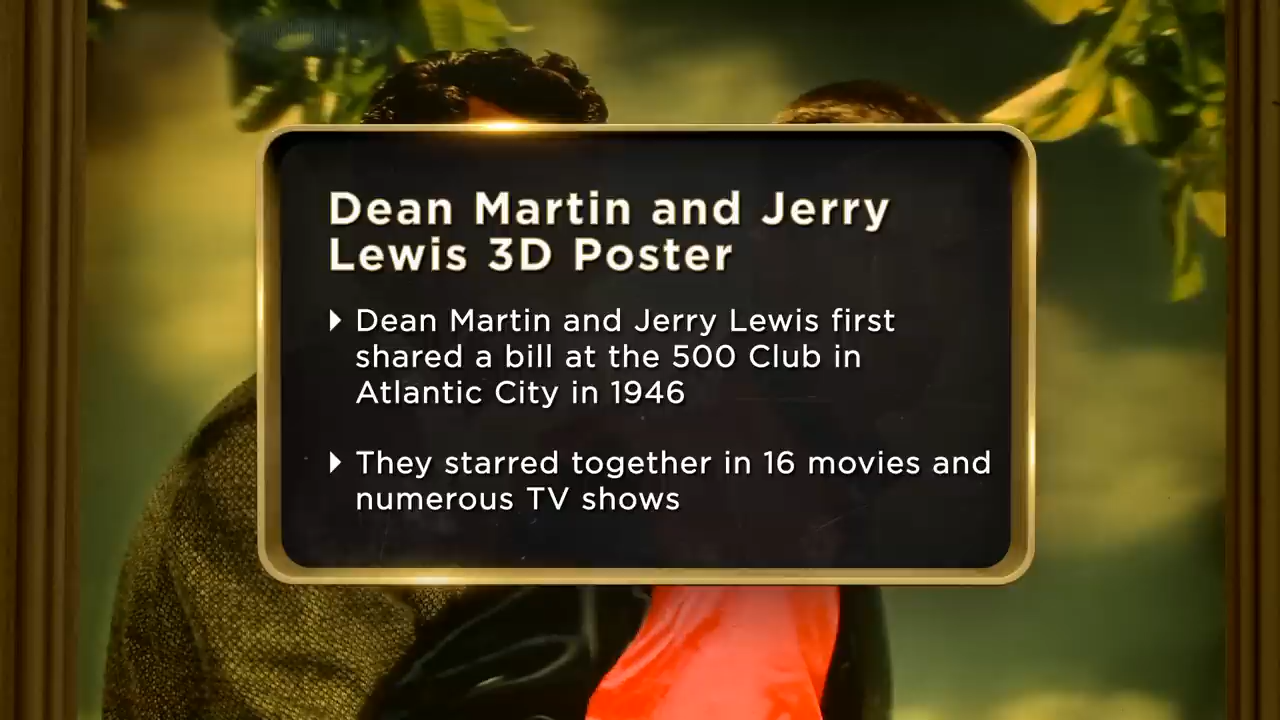 Dean Martin and Jerry
Lewis 3D Poster
Dean Martin and Jerry Lewis first
shared a bill at the 500 Club in
Atlantic City in 1946
They starred together in 16 movies and
numerous TV shows